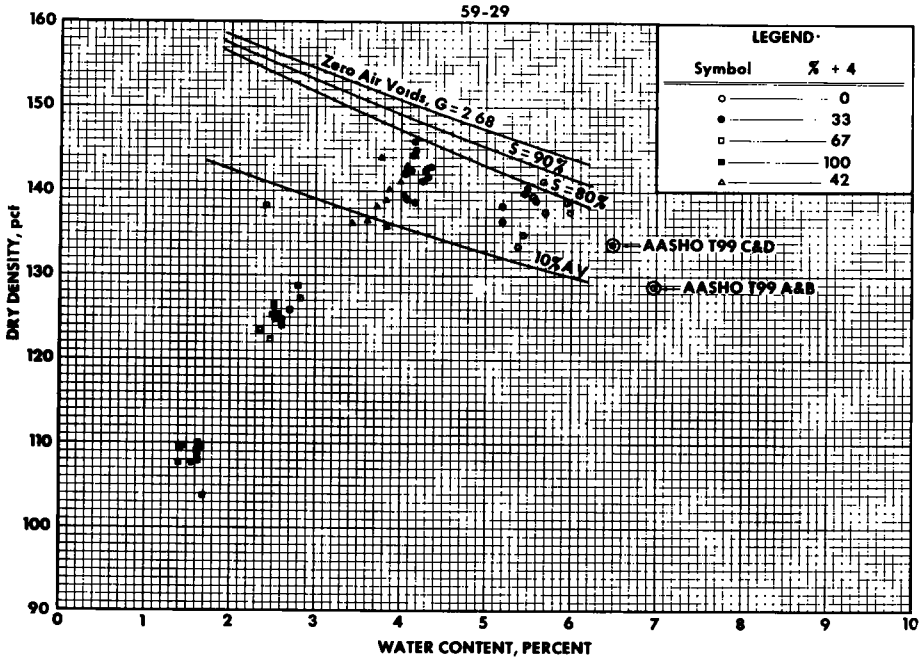 59-29
160
150
140
130
120
110
100
90
DRY DENSITY, pcf
0 1 2 3 4 5 6 7 8 9 10
WATER CONTENT, PERCENT
Zero Air Voids, G = 2 68
S = 90%
S = 80%
10% A V
AASHO T99 C&D
AASHO T99 A&B
LEGEND·
Symbol % + 4
0
33
67
100
42